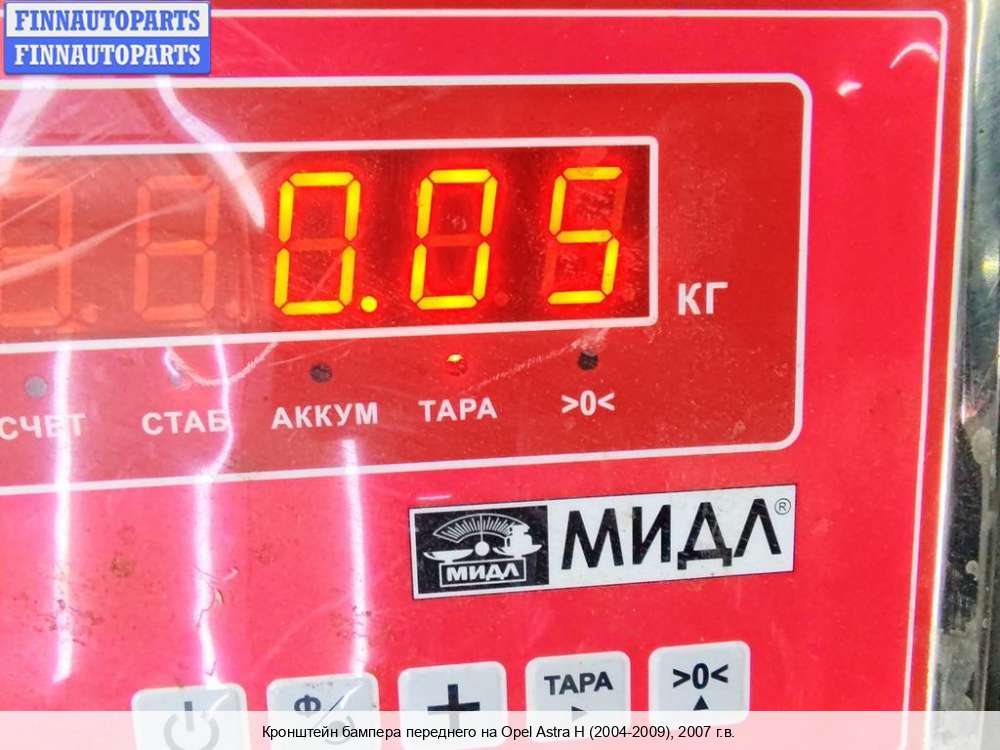 FINNAUTOPARTS
FINNAUTOPARTS
0.05
КГ
СЧЕТ СТАБ АККУМ ТАРА >0<
МИДЛ МИДЛ®
Ф + ТАРА >0<
Кронштейн бампера переднего на Opel Astra H (2004-2009), 2007 г.в.